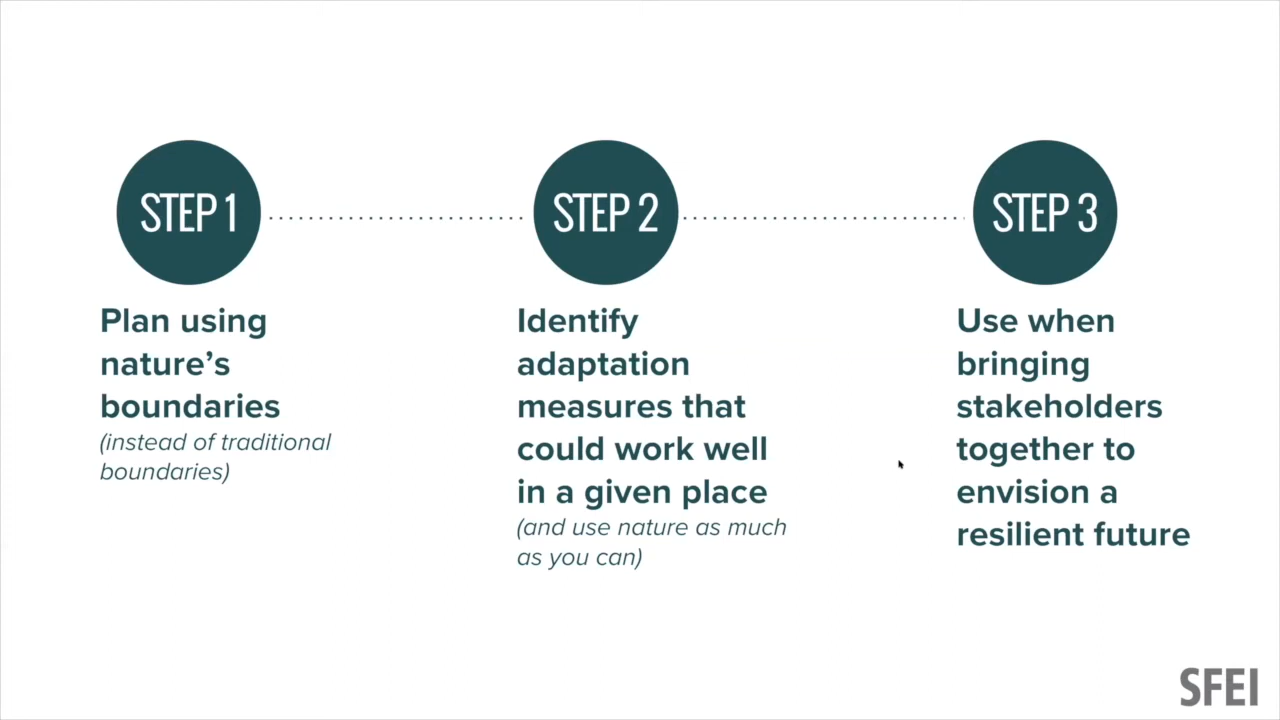 STEP 1
Plan using
nature’s
boundaries
(instead of traditional
boundaries)
STEP 2
Identify
adaptation
measures that
could work well
in a given place
(and use nature as much
as you can)
STEP 3
Use when
bringing
stakeholders
together to
envision a
resilient future
SFEI